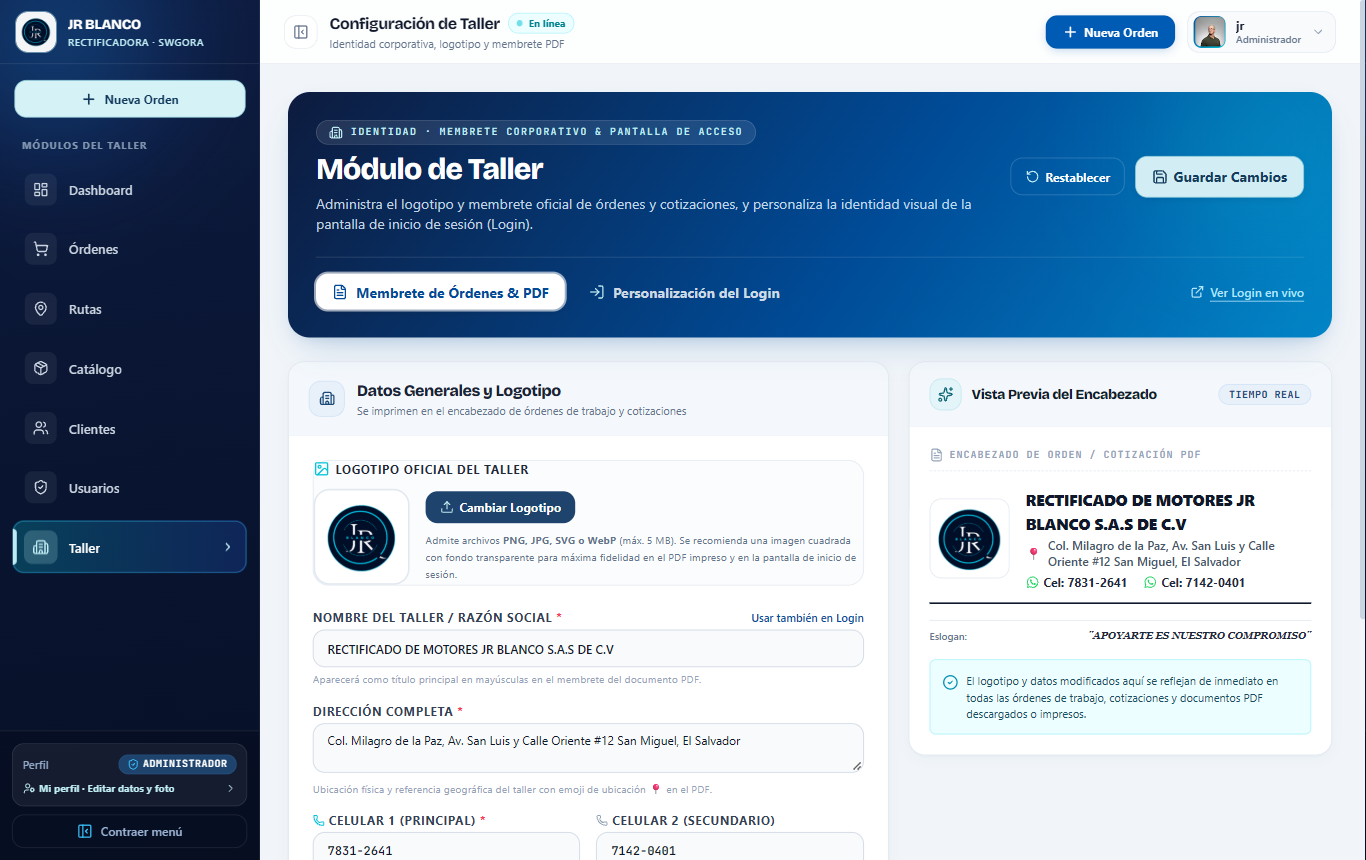 JR BLANCO
RECTIFICADORA · SWGORA
Nueva Orden
MÓDULOS DEL TALLER
Dashboard
Órdenes
Rutas
Catálogo
Clientes
Usuarios
Taller
Perfil
ADMINISTRADOR
Mi perfil · Editar datos y foto
Contraer menú
Configuración de Taller
En línea
Identidad corporativa, logotipo y membrete PDF
Nueva Orden
jr
Administrador
IDENTIDAD · MEMBRETE CORPORATIVO & PANTALLA DE ACCESO
Módulo de Taller
Administra el logotipo y membrete oficial de órdenes y cotizaciones, y personaliza la identidad visual de la
pantalla de inicio de sesión (Login).
Restablecer
Guardar Cambios
Membrete de Órdenes & PDF
Personalización del Login
Ver Login en vivo
Datos Generales y Logotipo
Se imprimen en el encabezado de órdenes de trabajo y cotizaciones
LOGOTIPO OFICIAL DEL TALLER
JR
BLANCO
Cambiar Logotipo
Admite archivos PNG, JPG, SVG o WebP (máx. 5 MB). Se recomienda una imagen cuadrada
con fondo transparente para máxima fidelidad en el PDF impreso y en la pantalla de inicio de
sesión.
NOMBRE DEL TALLER / RAZÓN SOCIAL *
Usar también en Login
RECTIFICADO DE MOTORES JR BLANCO S.A.S DE C.V
Aparecerá como título principal en mayúsculas en el membrete del documento PDF.
DIRECCIÓN COMPLETA *
Col. Milagro de la Paz, Av. San Luis y Calle Oriente #12 San Miguel, El Salvador
Ubicación física y referencia geográfica del taller con emoji de ubicación 📍 en el PDF.
CELULAR 1 (PRINCIPAL) *
CELULAR 2 (SECUNDARIO)
7831-2641
7142-0401
Vista Previa del Encabezado
TIEMPO REAL
ENCABEZADO DE ORDEN / COTIZACIÓN PDF
JR
BLANCO
RECTIFICADO DE MOTORES JR
BLANCO S.A.S DE C.V
Col. Milagro de la Paz, Av. San Luis y Calle
Oriente #12 San Miguel, El Salvador
Cel: 7831-2641
Cel: 7142-0401
Eslogan:
"APOYARTE ES NUESTRO COMPROMISO"
El logotipo y datos modificados aquí se reflejan de inmediato en
todas las órdenes de trabajo, cotizaciones y documentos PDF
descargados o impresos.